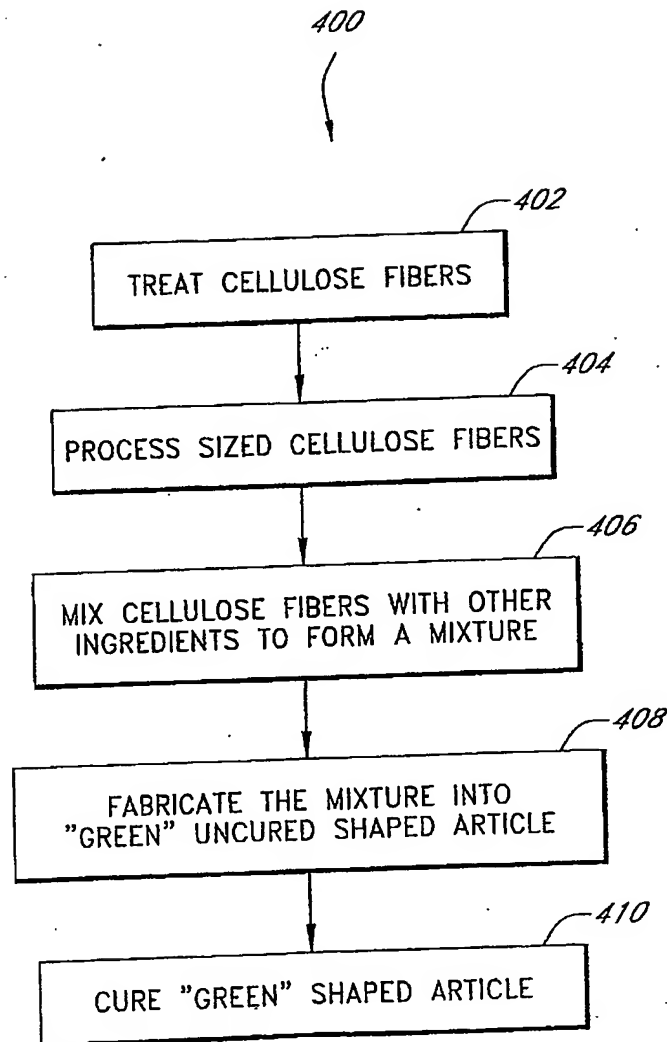 400
402
TREAT CELLULOSE FIBERS
404
PROCESS SIZED CELLULOSE FIBERS
406
MIX CELLULOSE FIBERS WITH OTHER
INGREDIENTS TO FORM A MIXTURE
408
FABRICATE THE MIXTURE INTO
"GREEN" UNCURED SHAPED ARTICLE
410
CURE "GREEN" SHAPED ARTICLE